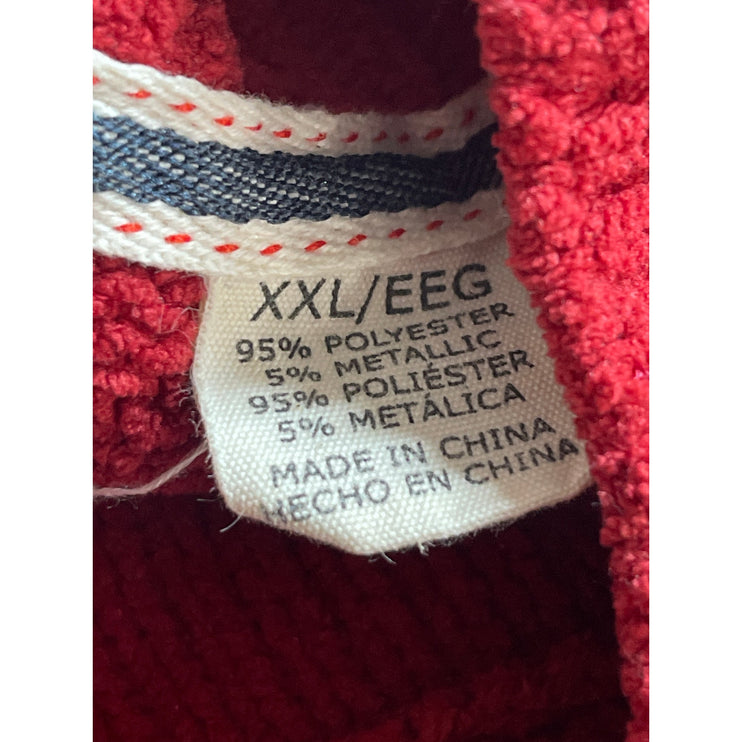 XXL/EEG
95% POLYESTER
5% METALLIC
95% POLIÉSTER
5% METÁLICA
MADE IN CHINA
HECHO EN CHINA